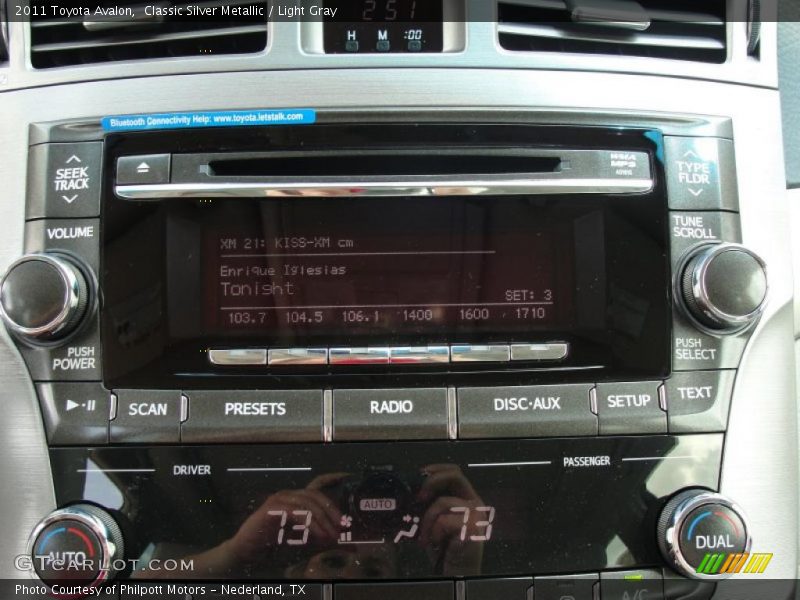 2011 Toyota Avalon, Classic Silver Metallic / Light Gray
2 51
H M :00
Bluetooth Connectivity Help: www.toyota.letstalk.com
SEEK
TRACK
MP3
TYPE
FLDR
VOLUME
TUNE
SCROLL
XM 21: KISS-XM cm
Enrique Iglesias
Tonight
SET: 3
103.7 104.5 106.1 1400 1600 1710
PUSH
POWER
PUSH
SELECT
SCAN PRESETS RADIO DISC·AUX SETUP TEXT
DRIVER PASSENGER
AUTO
73 73
AUTO DUAL
GTCARLOT.COM
Photo Courtesy of Philpott Motors - Nederland, TX
A/C